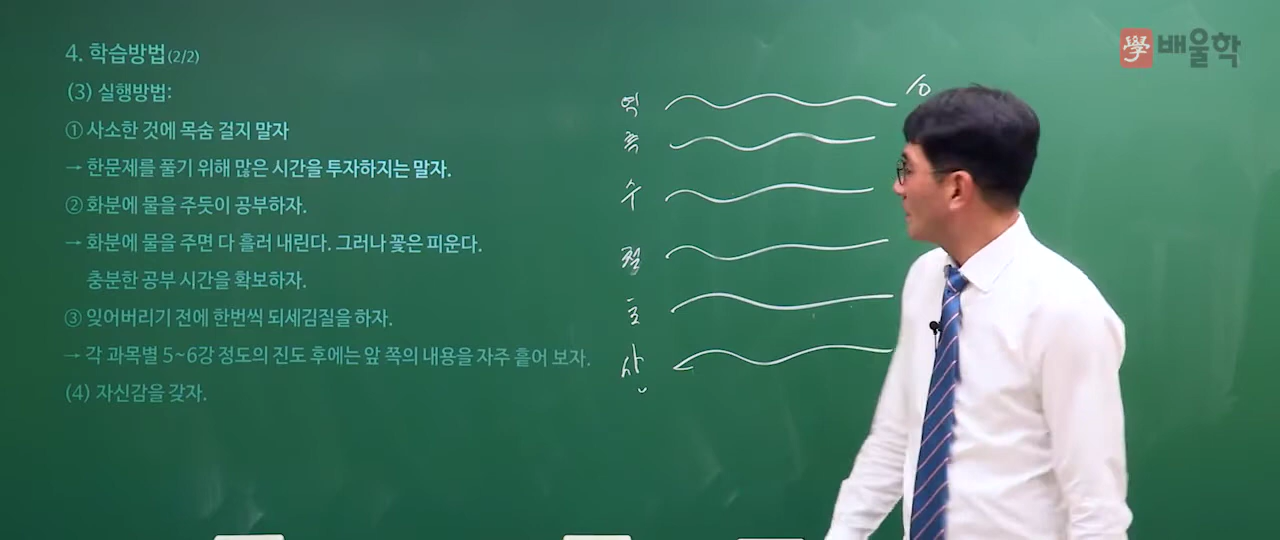 學 배울학
4. 학습방법(2/2)
(3) 실행방법:
① 사소한 것에 목숨 걸지 말자
→ 한문제를 풀기 위해 많은 시간을 투자하지는 말자.
② 화분에 물을 주듯이 공부하자.
→ 화분에 물을 주면 다 흘러 내린다. 그러나 꽃은 피운다.
충분한 공부 시간을 확보하자.
③ 잊어버리기 전에 한번씩 되세김질을 하자.
→ 각 과목별 5~6강 정도의 진도 후에는 앞 쪽의 내용을 자주 흩어 보자.
(4) 자신감을 갖자.
역 10
수